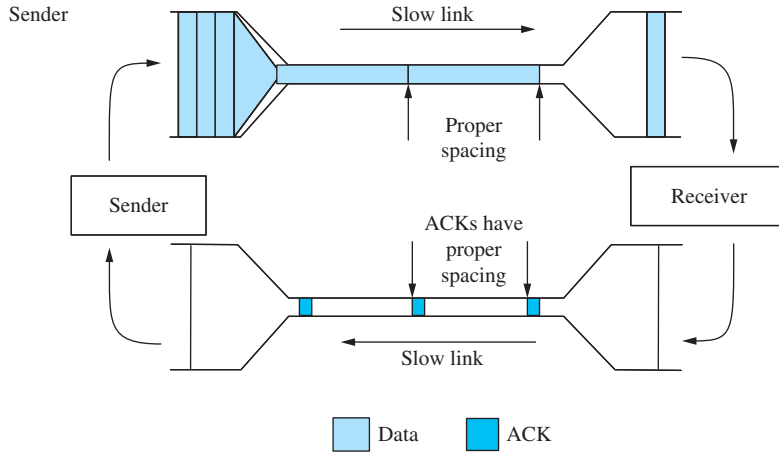 Sender
Slow link
Proper
spacing
Sender
Receiver
ACKs have
proper
spacing
Slow link
Data
ACK